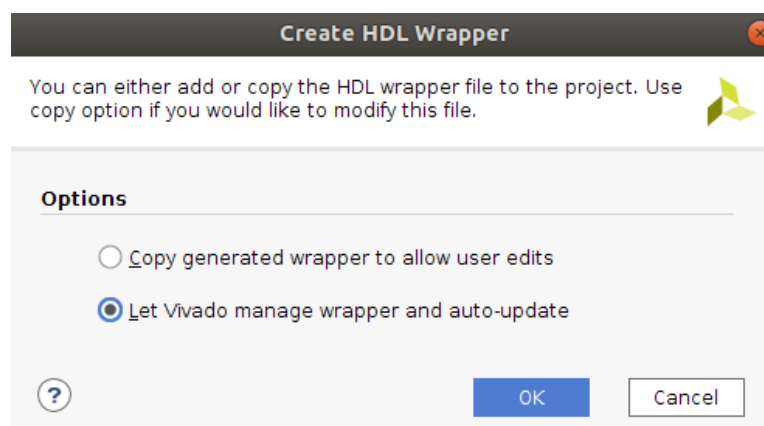 Create HDL Wrapper
You can either add or copy the HDL wrapper file to the project. Use
copy option if you would like to modify this file.
Options
Copy generated wrapper to allow user edits
Let Vivado manage wrapper and auto-update
?
OK
Cancel